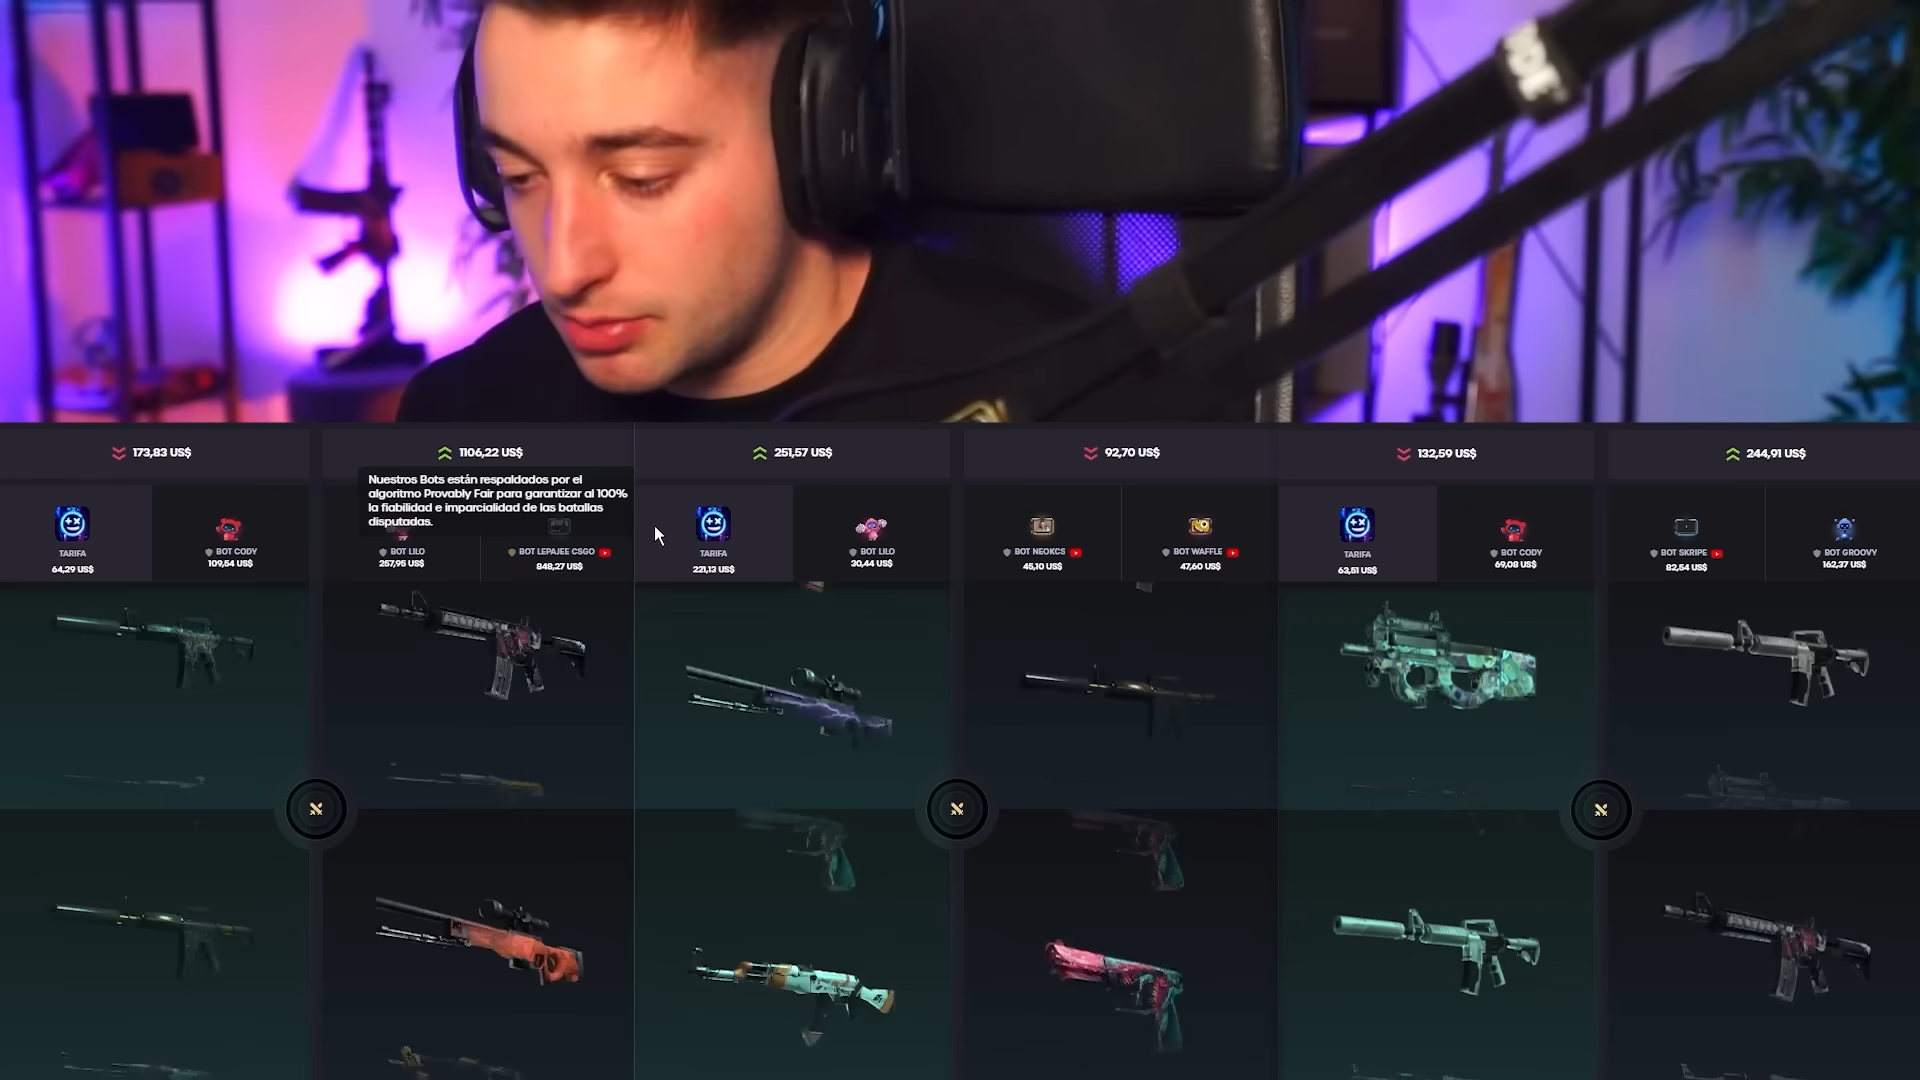 173,83 US$
1106,22 US$
251,57 US$
92,70 US$
132,59 US$
244,91 US$
Nuestros Bots están respaldados por el
algoritmo Provably Fair para garantizar al 100%
la fiabilidad e imparcialidad de las batallas
disputadas.
TARIFA
64,29 US$
BOT CODY
109,54 US$
BOT LILO
257,95 US$
BOT LEPAJEE CSGO
848,27 US$
TARIFA
221,13 US$
BOT LILO
30,44 US$
BOT NEOKCS
45,10 US$
BOT WAFFLE
47,60 US$
TARIFA
63,51 US$
BOT CODY
69,08 US$
BOT SKRIPE
82,54 US$
BOT GROOVY
162,37 US$